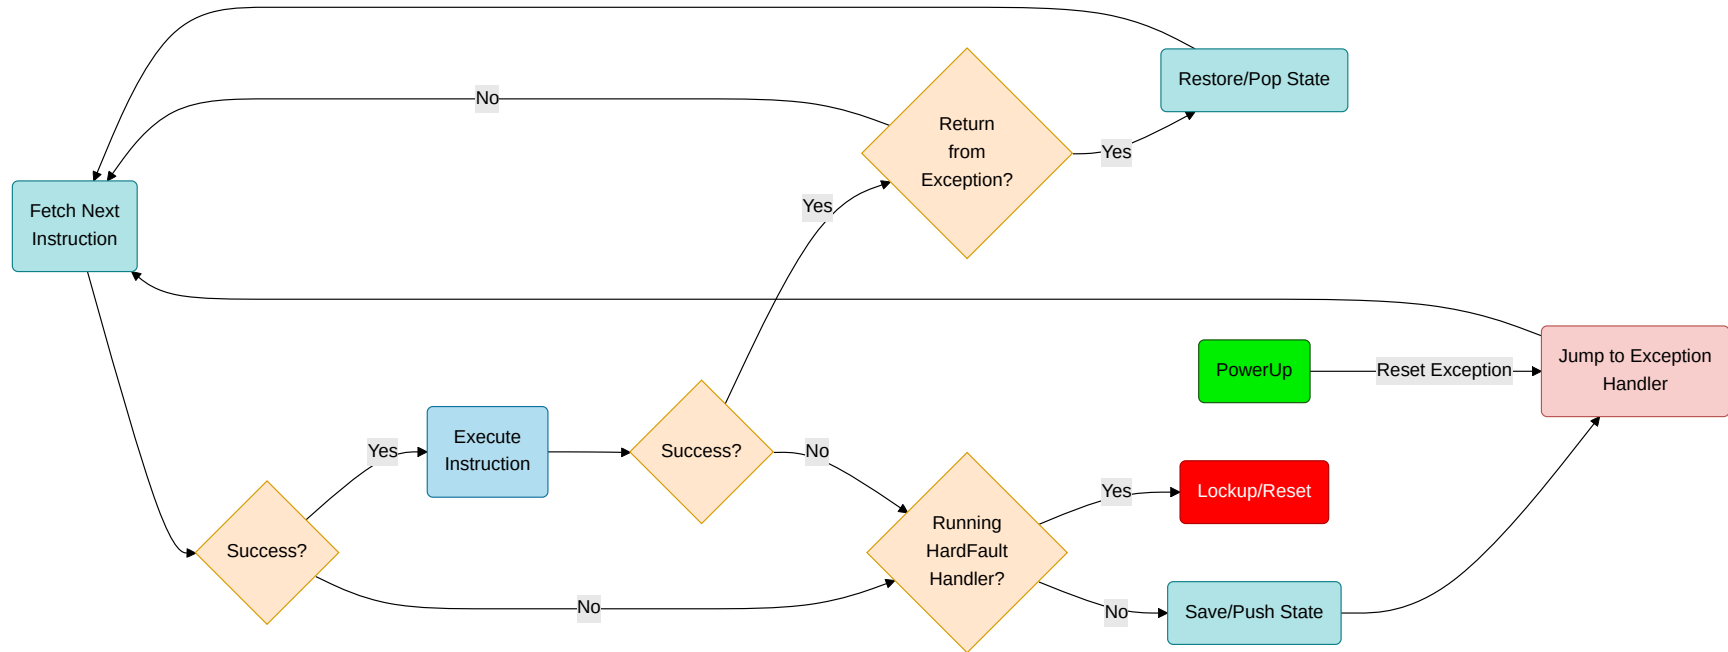 Restore/Pop State
No
Return
from
Exception?
Yes
Fetch Next
Instruction
Yes
PowerUp
Reset Exception
Jump to Exception
Handler
Yes
Execute
Instruction
Success?
No
Success?
Running
HardFault
Handler?
Yes
Lockup/Reset
No
No
Save/Push State